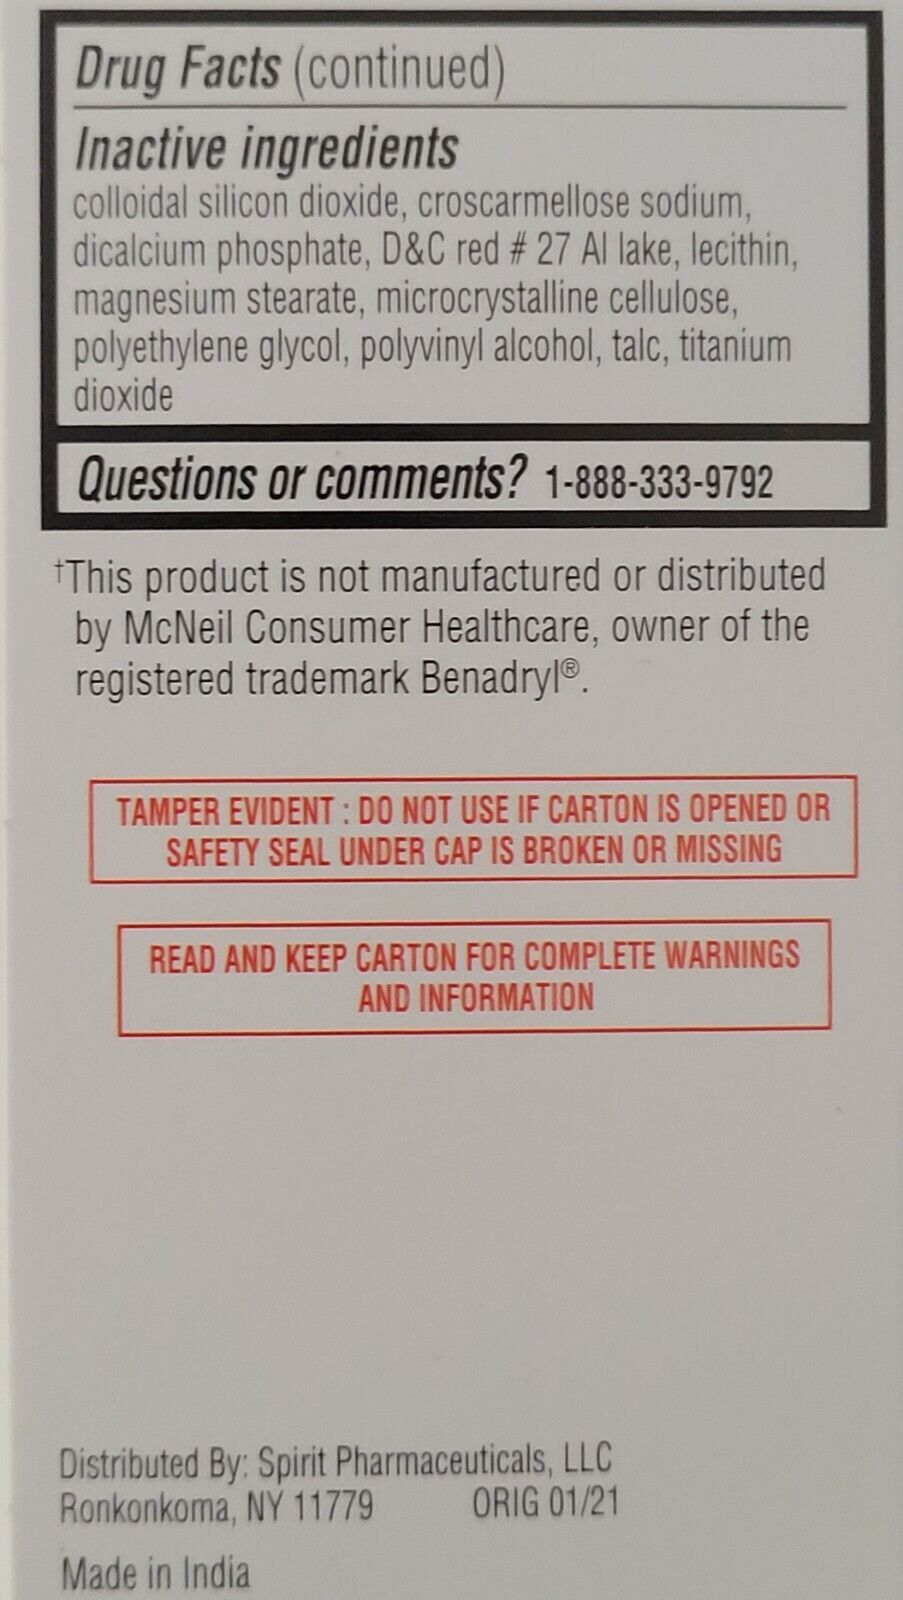 Drug Facts (continued)
Inactive ingredients
colloidal silicon dioxide, croscarmellose sodium,
dicalcium phosphate, D&C red # 27 Al lake, lecithin,
magnesium stearate, microcrystalline cellulose,
polyethylene glycol, polyvinyl alcohol, talc, titanium
dioxide
Questions or comments? 1-888-333-9792
†This product is not manufactured or distributed
by McNeil Consumer Healthcare, owner of the
registered trademark Benadryl®.
TAMPER EVIDENT : DO NOT USE IF CARTON IS OPENED OR
SAFETY SEAL UNDER CAP IS BROKEN OR MISSING
READ AND KEEP CARTON FOR COMPLETE WARNINGS
AND INFORMATION
Distributed By: Spirit Pharmaceuticals, LLC
Ronkonkoma, NY 11779 ORIG 01/21
Made in India